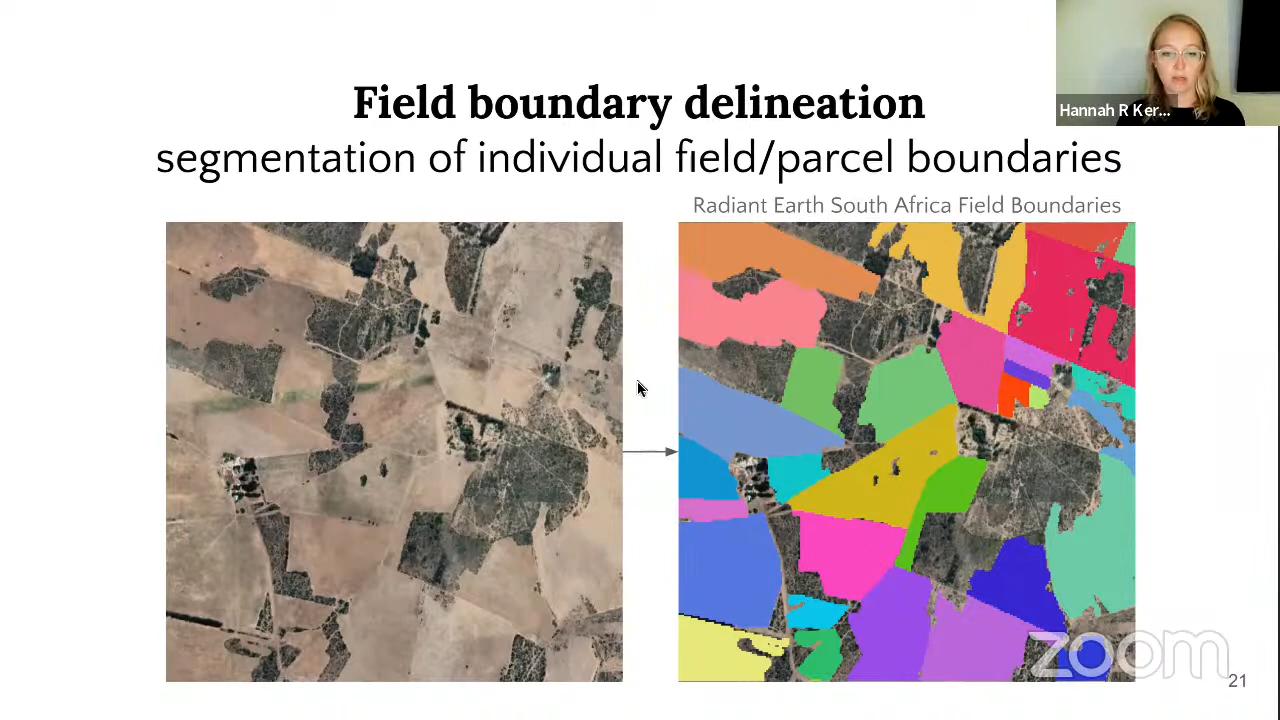 Hannah R Ker...
Field boundary delineation
segmentation of individual field/parcel boundaries
Radiant Earth South Africa Field Boundaries
zoom
21